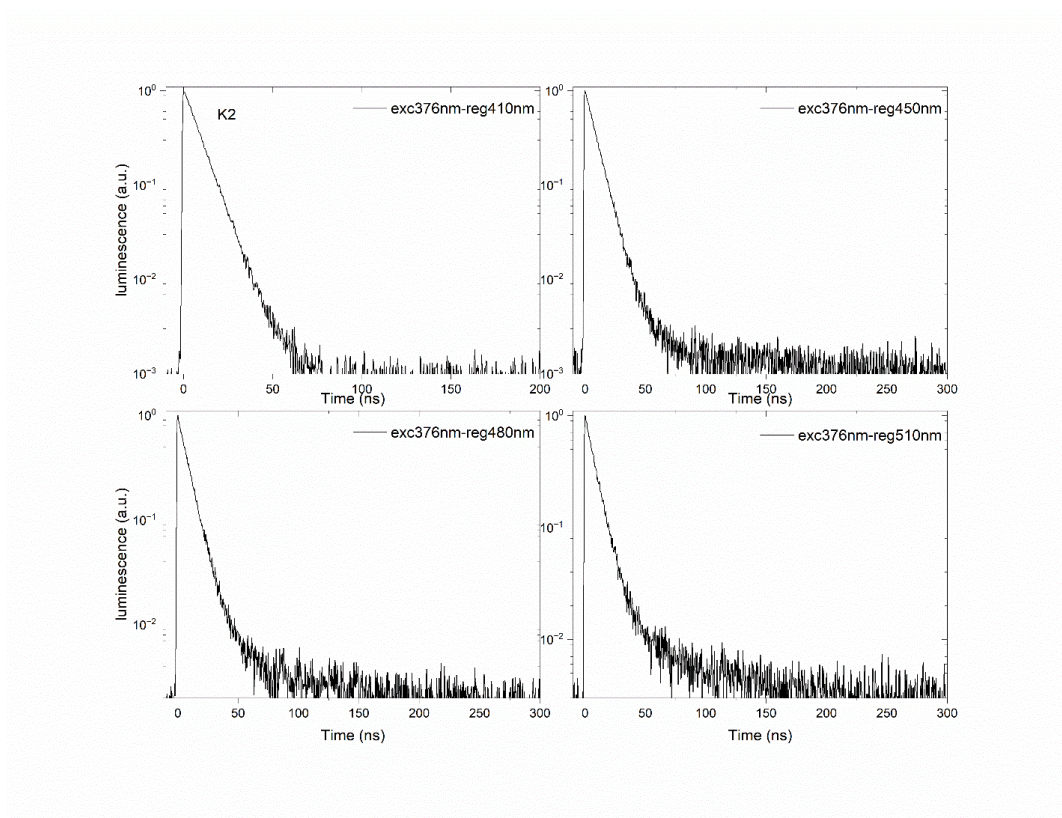 K2
exc376nm-reg410nm
luminescence (a.u.)
10⁰
10⁻¹
10⁻²
10⁻³
0 50 100 150 200
Time (ns)
exc376nm-reg450nm
10⁰
10⁻¹
10⁻²
10⁻³
0 50 100 150 200 250 300
Time (ns)
exc376nm-reg480nm
luminescence (a.u.)
10⁰
10⁻¹
10⁻²
0 50 100 150 200 250 300
Time (ns)
exc376nm-reg510nm
10⁰
10⁻¹
10⁻²
0 50 100 150 200 250 300
Time (ns)